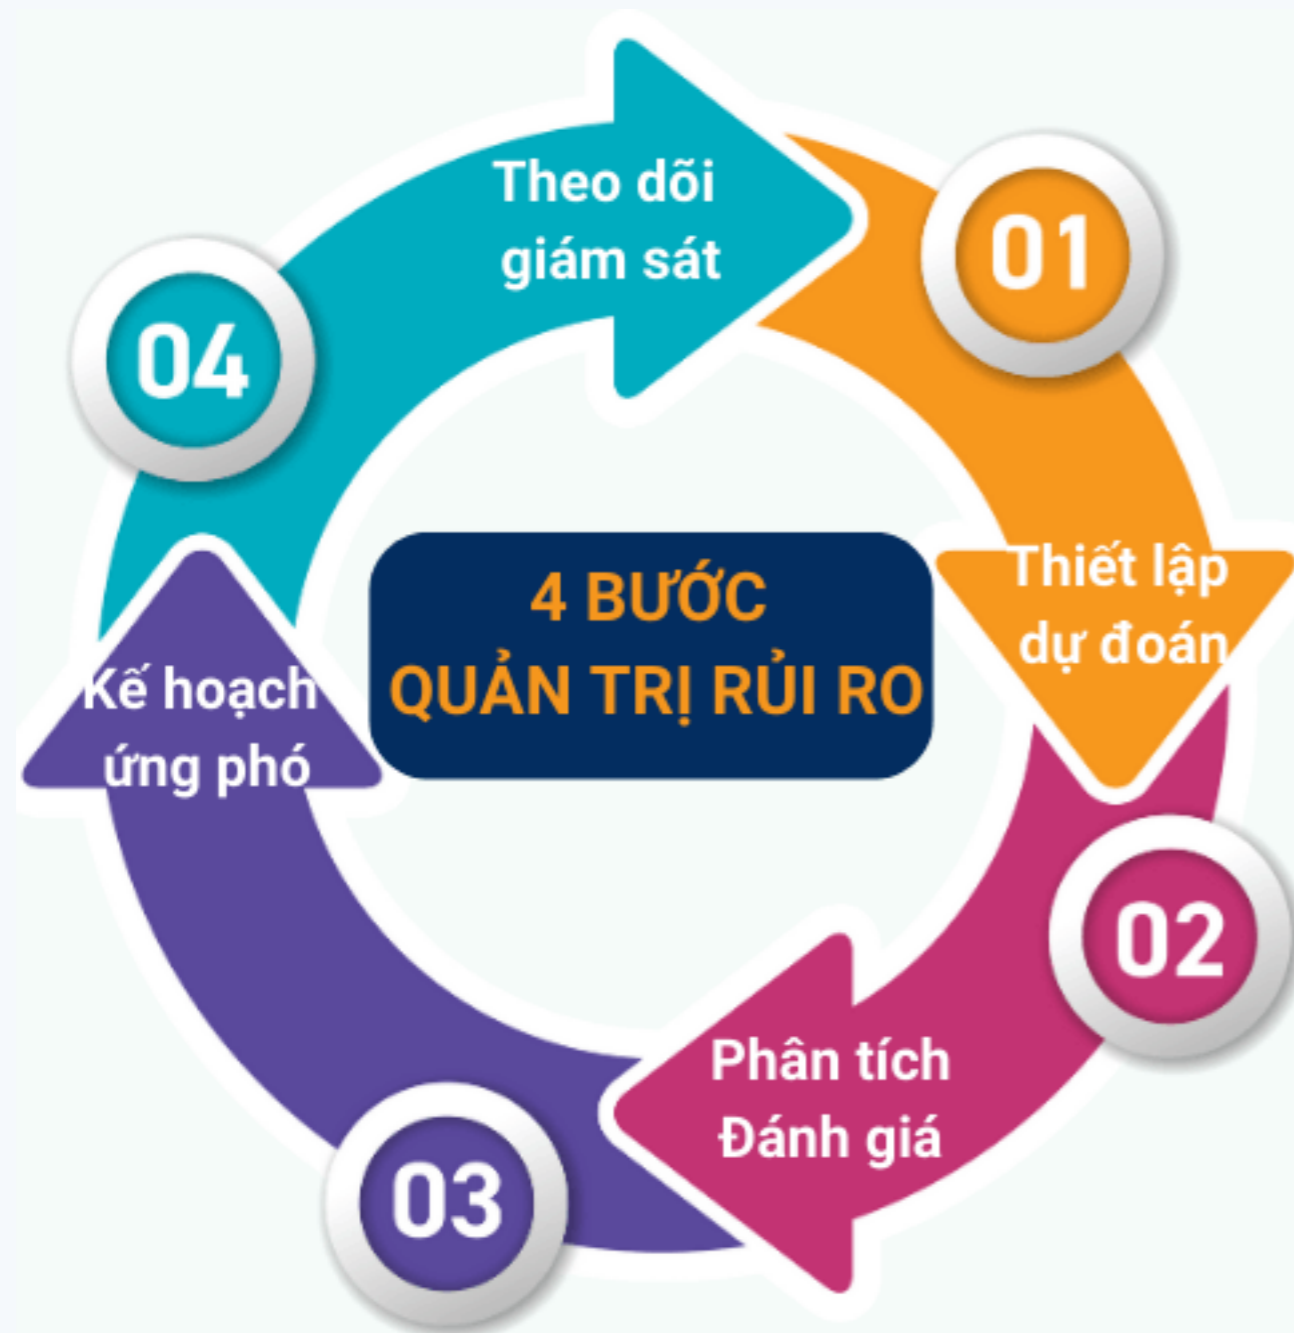 4 BƯỚC
QUẢN TRỊ RỦI RO
01
Thiết lập
dự đoán
02
Phân tích
Đánh giá
03
Kế hoạch
ứng phó
04
Theo dõi
giám sát